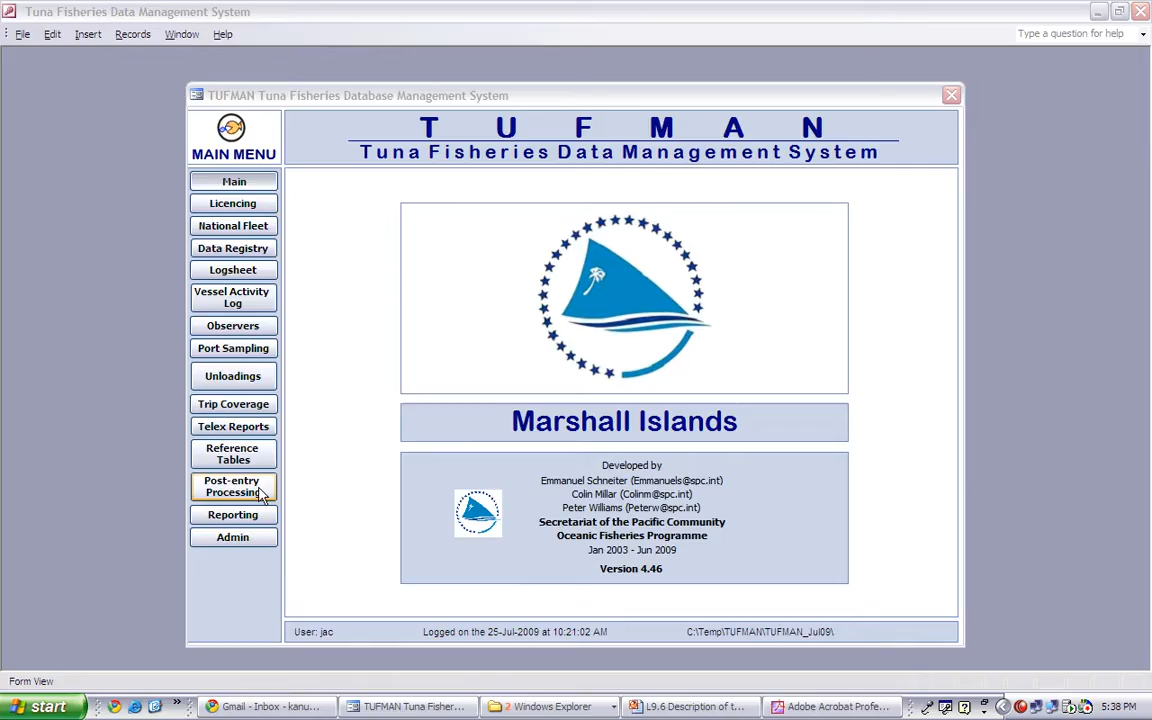 Tuna Fisheries Data Management System
File Edit Insert Records Window Help
Type a question for help
TUFMAN Tuna Fisheries Database Management System
MAIN MENU
T U F M A N
Tuna Fisheries Data Management System
Main
Licencing
National Fleet
Data Registry
Logsheet
Vessel Activity
Log
Observers
Port Sampling
Unloadings
Trip Coverage
Telex Reports
Reference
Tables
Post-entry
Processing
Reporting
Admin
Marshall Islands
Developed by
Emmanuel Schneiter (Emmanuels@spc.int)
Colin Millar (Colinm@spc.int)
Peter Williams (Peterw@spc.int)
Secretariat of the Pacific Community
Oceanic Fisheries Programme
Jan 2003 - Jun 2009
Version 4.46
User: jac
Logged on the 25-Jul-2009 at 10:21:02 AM
C:\Temp\TUFMAN\TUFMAN_Jul09\
Form View
start
Gmail - Inbox - kanu...
TUFMAN Tuna Fisher...
2 Windows Explorer
L9.6 Description of t...
Adobe Acrobat Profe...
5:38 PM